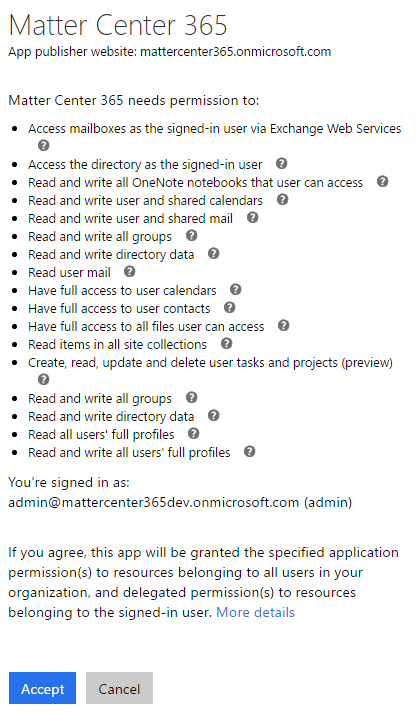 Matter Center 365
App publisher website: mattercenter365.onmicrosoft.com
Matter Center 365 needs permission to:
• Access mailboxes as the signed-in user via Exchange Web Services
?
• Access the directory as the signed-in user ?
• Read and write all OneNote notebooks that user can access ?
• Read and write user and shared calendars ?
• Read and write user and shared mail ?
• Read and write all groups ?
• Read and write directory data ?
• Read user mail ?
• Have full access to user calendars ?
• Have full access to user contacts ?
• Have full access to all files user can access ?
• Read items in all site collections ?
• Create, read, update and delete user tasks and projects (preview)
?
• Read and write all groups ?
• Read and write directory data ?
• Read all users' full profiles ?
• Read and write all users' full profiles ?
You're signed in as:
admin@mattercenter365dev.onmicrosoft.com (admin)
If you agree, this app will be granted the specified application
permission(s) to resources belonging to all users in your
organization, and delegated permission(s) to resources
belonging to the signed-in user. More details
Accept Cancel